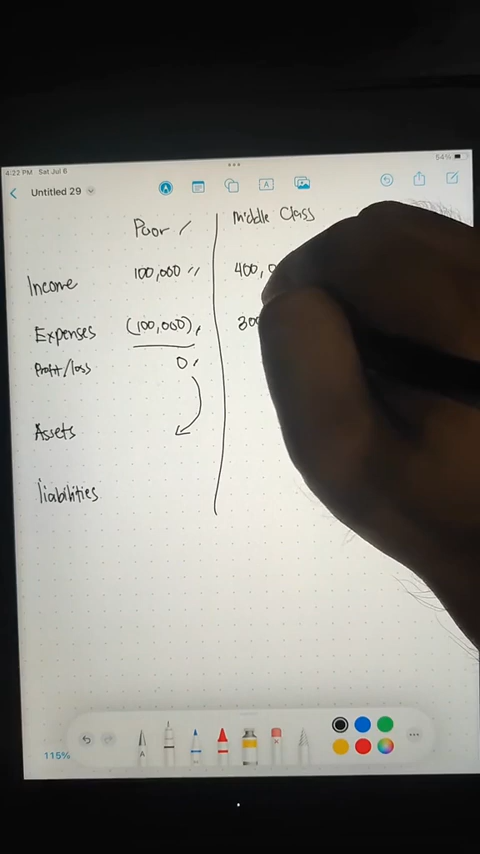 54%
4:22 PM Sat Jul 6
Untitled 29
Poor Middle Class
Income 100,000
Expenses (100,000)
Profit/loss 0
Assets
liabilities
115%